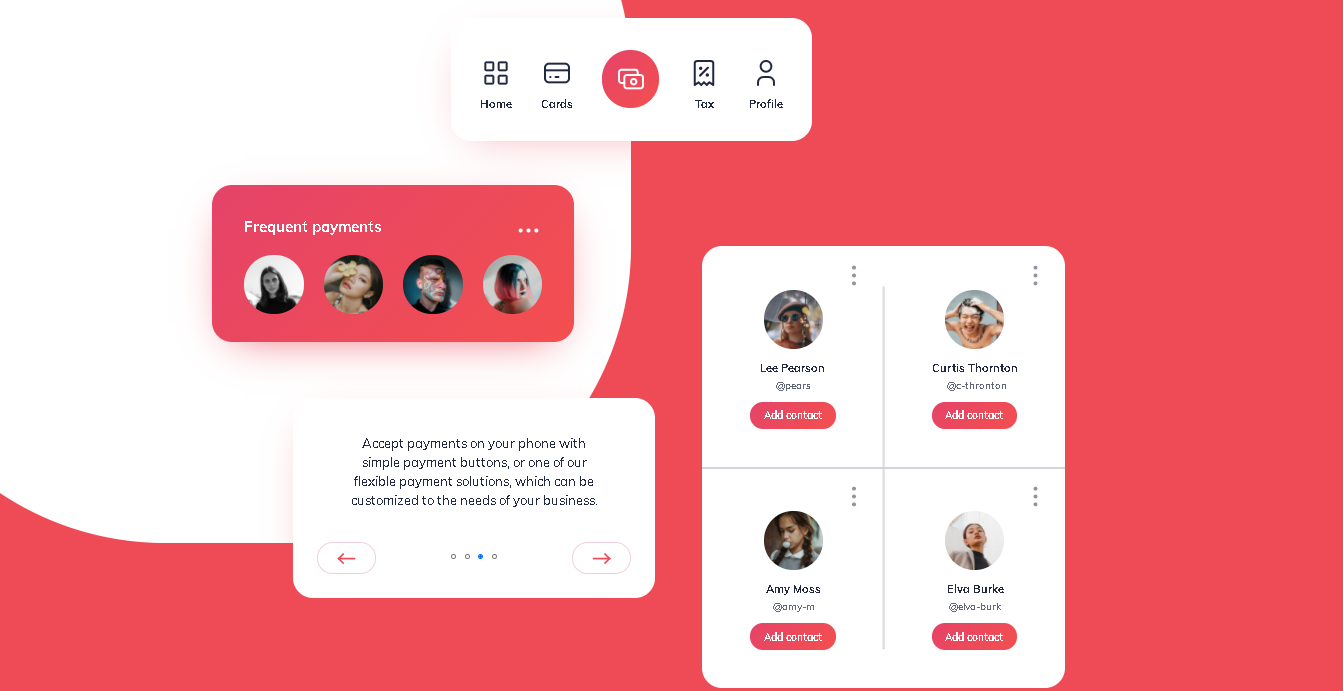 Home
Cards
Tax
Profile
Frequent payments
Accept payments on your phone with
simple payment buttons, or one of our
flexible payment solutions, which can be
customized to the needs of your business.
Lee Pearson
@pears
Add contact
Curtis Thornton
@c-thronton
Add contact
Amy Moss
@amy-m
Add contact
Elva Burke
@elva-burk
Add contact